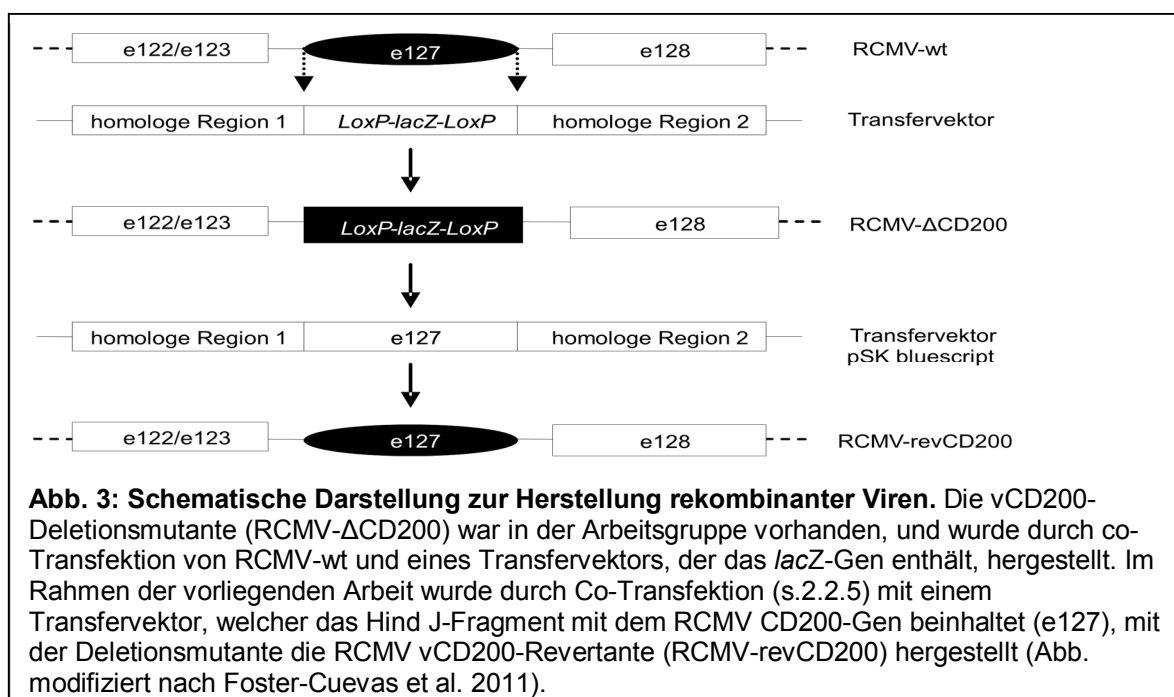 e122/e123 e127 e128 RCMV-wt
homologe Region 1 LoxP-lacZ-LoxP homologe Region 2 Transfervektor
e122/e123 LoxP-lacZ-LoxP e128 RCMV-ΔCD200
homologe Region 1 e127 homologe Region 2 Transfervektor
pSK bluescript
e122/e123 e127 e128 RCMV-revCD200
Abb. 3: Schematische Darstellung zur Herstellung rekombinanter Viren. Die vCD200-
Deletionsmutante (RCMV-ΔCD200) war in der Arbeitsgruppe vorhanden, und wurde durch co-
Transfektion von RCMV-wt und eines Transfervektors, der das lacZ-Gen enthält, hergestellt. Im
Rahmen der vorliegenden Arbeit wurde durch Co-Transfektion (s.2.2.5) mit einem
Transfervektor, welcher das Hind J-Fragment mit dem RCMV CD200-Gen beinhaltet (e127), mit
der Deletionsmutante die RCMV vCD200-Revertante (RCMV-revCD200) hergestellt (Abb.
modifiziert nach Foster-Cuevas et al. 2011).